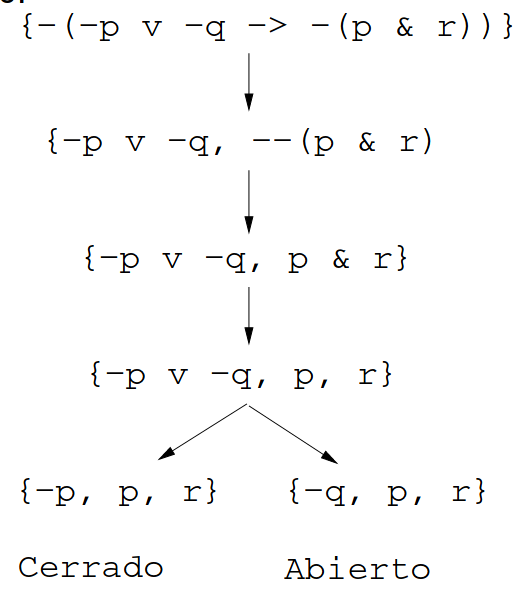 {-(-p v -q -> -(p & r))}
{-p v -q, --(p & r)
{-p v -q, p & r}
{-p v -q, p, r}
{-p, p, r} {-q, p, r}
Cerrado Abierto